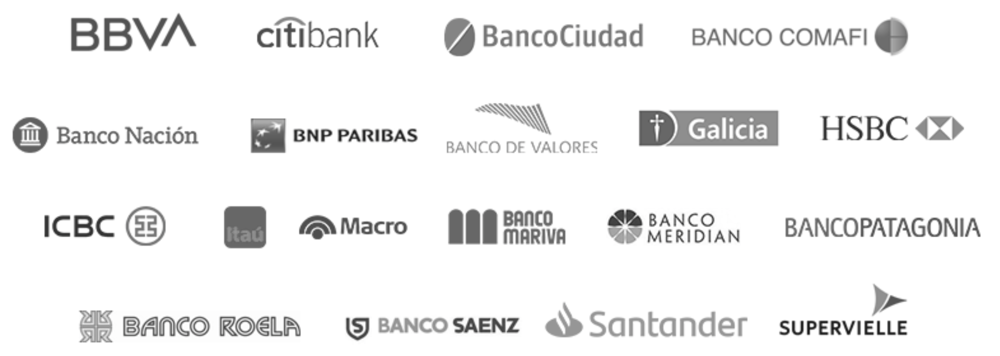 BBVA
citibank
BancoCiudad
BANCO COMAFI
Banco Nación
BNP PARIBAS
BANCO DE VALORES
Galicia
HSBC
ICBC
Itaú
Macro
BANCO
MARIVA
BANCO
MERIDIAN
BANCOPATAGONIA
BANCO ROELA
BANCO SAENZ
Santander
SUPERVIELLE